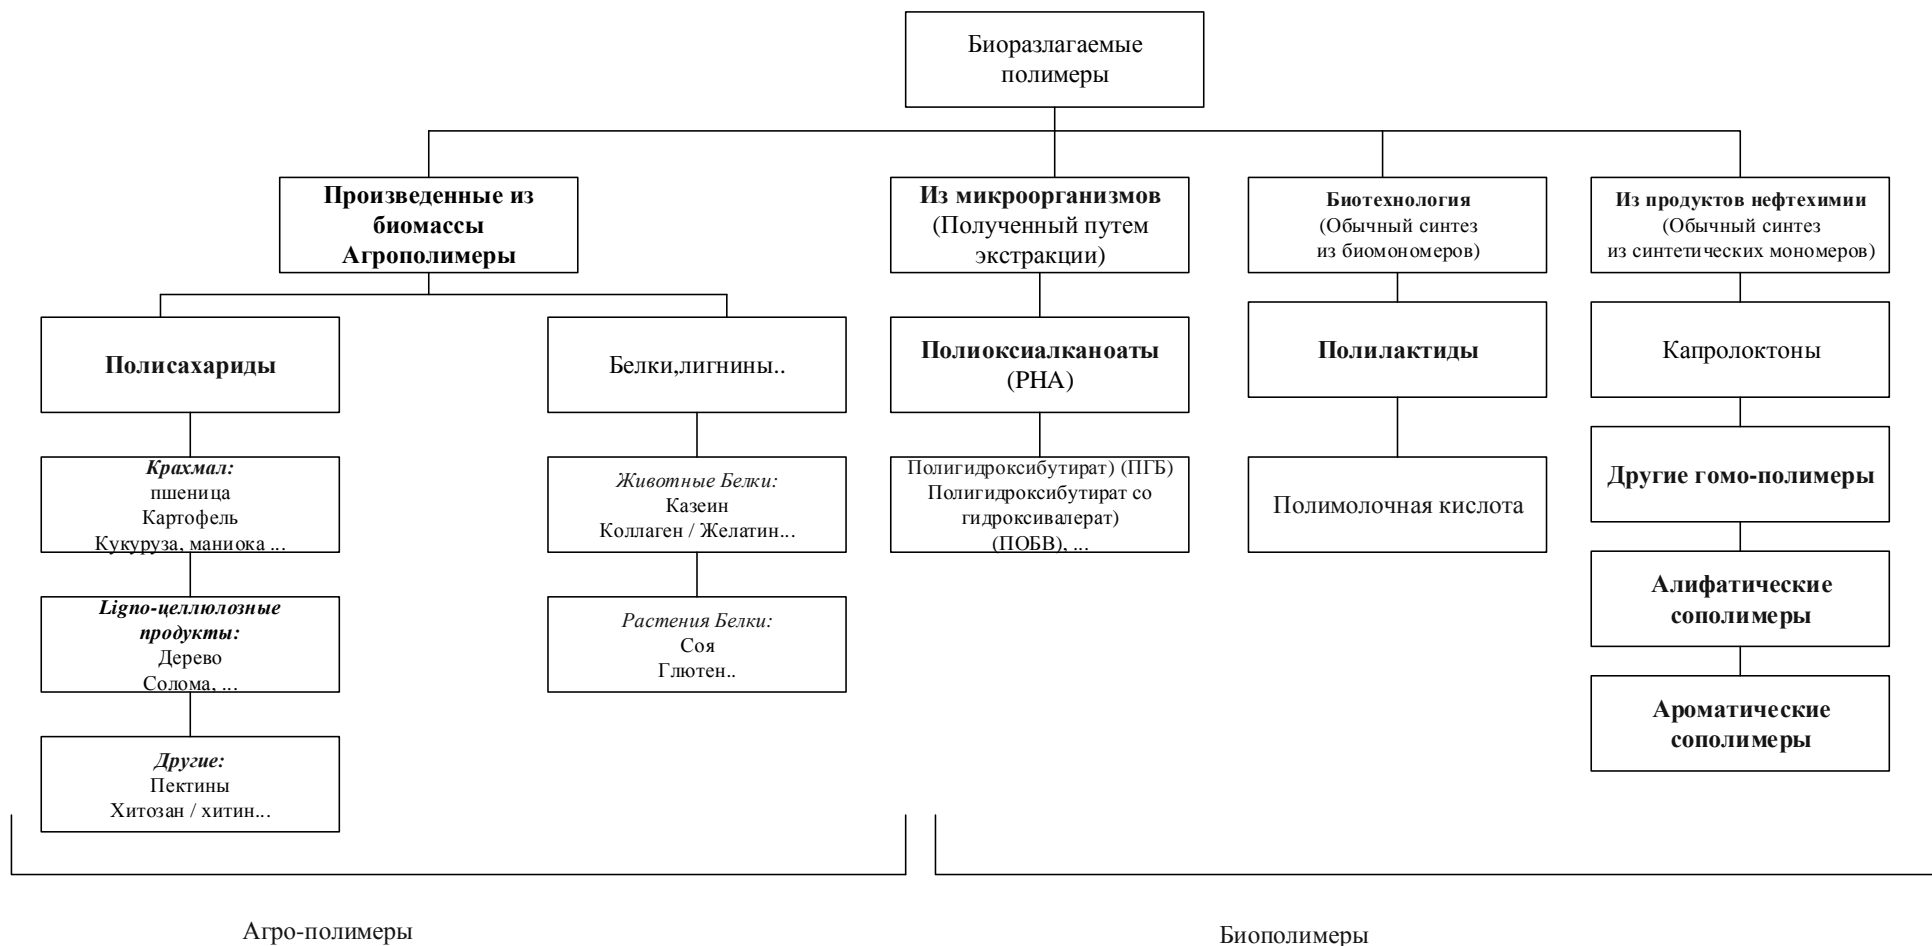 Биоразлагаемые
полимеры
Произведенные из
биомассы
Агрополимеры
Из микроорганизмов
(Полученный путем
экстракции)
Биотехнология
(Обычный синтез
из биомономеров)
Из продуктов нефтехимии
(Обычный синтез
из синтетических мономеров)
Полисахариды
Белки,лигнины..
Полиоксиалканоаты
(PHA)
Полилактиды
Капролоктоны
Крахмал:
пшеница
Картофель
Кукуруза, маниока ...
Животные Белки:
Казеин
Коллаген / Желатин...
Полигидроксибутират) (ПГБ)
Полигидроксибутират со
гидроксивалерат)
(ПОБВ), ...
Полимолочная кислота
Другие гомо-полимеры
Ligno-целлюлозные
продукты:
Дерево
Солома, ...
Растения Белки:
Соя
Глютен..
Алифатические
сополимеры
Ароматические
сополимеры
Другие:
Пектины
Хитозан / хитин...
Агро-полимеры
Биополимеры